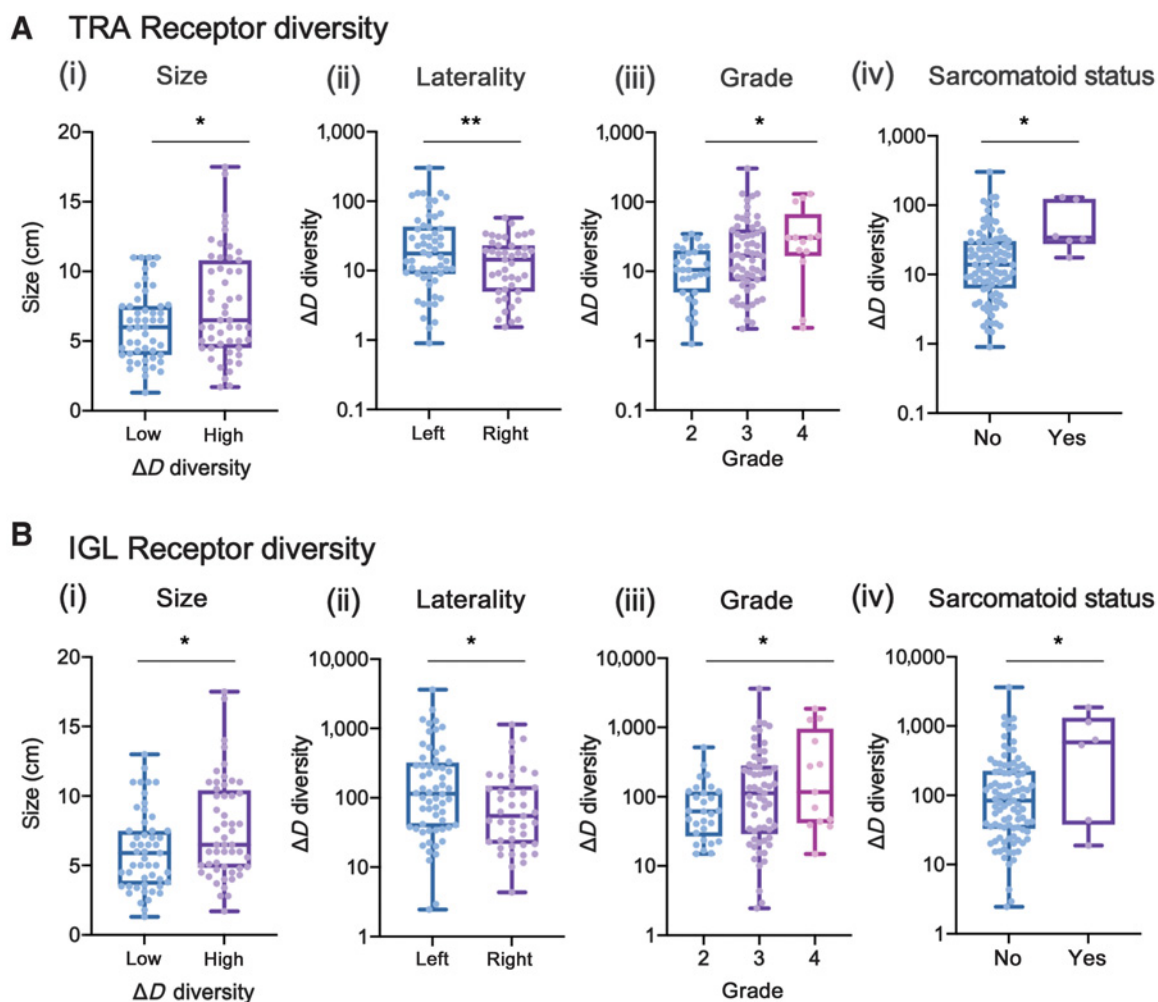 A TRA Receptor diversity
(i) Size
(ii) Laterality
(iii) Grade
(iv) Sarcomatoid status
*
**
*
*
Size (cm)
20
15
10
5
0
Low High
ΔD diversity
ΔD diversity
1,000
100
10
1
0.1
Left Right
ΔD diversity
1,000
100
10
1
0.1
2 3 4
Grade
ΔD diversity
1,000
100
10
1
0.1
No Yes
B IGL Receptor diversity
(i) Size
(ii) Laterality
(iii) Grade
(iv) Sarcomatoid status
*
*
*
*
Size (cm)
20
15
10
5
0
Low High
ΔD diversity
ΔD diversity
10,000
1,000
100
10
1
Left Right
ΔD diversity
10,000
1,000
100
10
1
2 3 4
Grade
ΔD diversity
10,000
1,000
100
10
1
No Yes